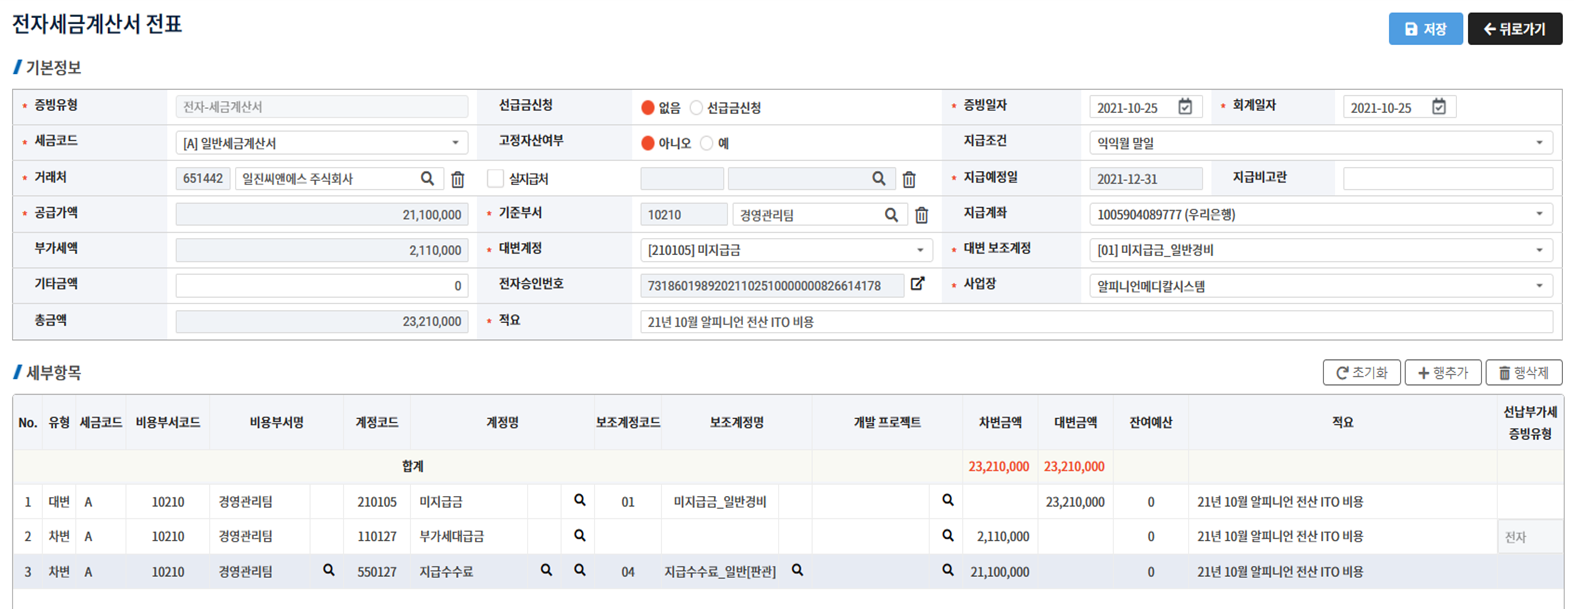 전자세금계산서 전표
저장 뒤로가기
기본정보
* 증빙유형 전자-세금계산서 선급금신청 없음 선급금신청 * 증빙일자 2021-10-25 * 회계일자 2021-10-25
* 세금코드 [A] 일반세금계산서 고정자산여부 아니오 예 지급조건 익익월 말일
* 거래처 651442 일진씨앤에스 주식회사 실지급처 * 지급예정일 2021-12-31 지급비고란
* 공급가액 21,100,000 * 기준부서 10210 경영관리팀 지급계좌 1005904089777 (우리은행)
부가세액 2,110,000 * 대변계정 [210105] 미지급금 * 대변 보조계정 [01] 미지급금_일반경비
기타금액 0 전자승인번호 73186019892021102510000000826614178 * 사업장 알피니언메디칼시스템
총금액 23,210,000 * 적요 21년 10월 알피니언 전산 ITO 비용
세부항목 초기화 행추가 행삭제
No. 유형 세금코드 비용부서코드 비용부서명 계정코드 계정명 보조계정코드 보조계정명 개발 프로젝트 차변금액 대변금액 잔여예산 적요 선납부가세 증빙유형
합계 23,210,000 23,210,000
1 대변 A 10210 경영관리팀 210105 미지급금 01 미지급금_일반경비 23,210,000 0 21년 10월 알피니언 전산 ITO 비용
2 차변 A 10210 경영관리팀 110127 부가세대급금 2,110,000 0 21년 10월 알피니언 전산 ITO 비용 전자
3 차변 A 10210 경영관리팀 550127 지급수수료 04 지급수수료_일반[판관] 21,100,000 0 21년 10월 알피니언 전산 ITO 비용